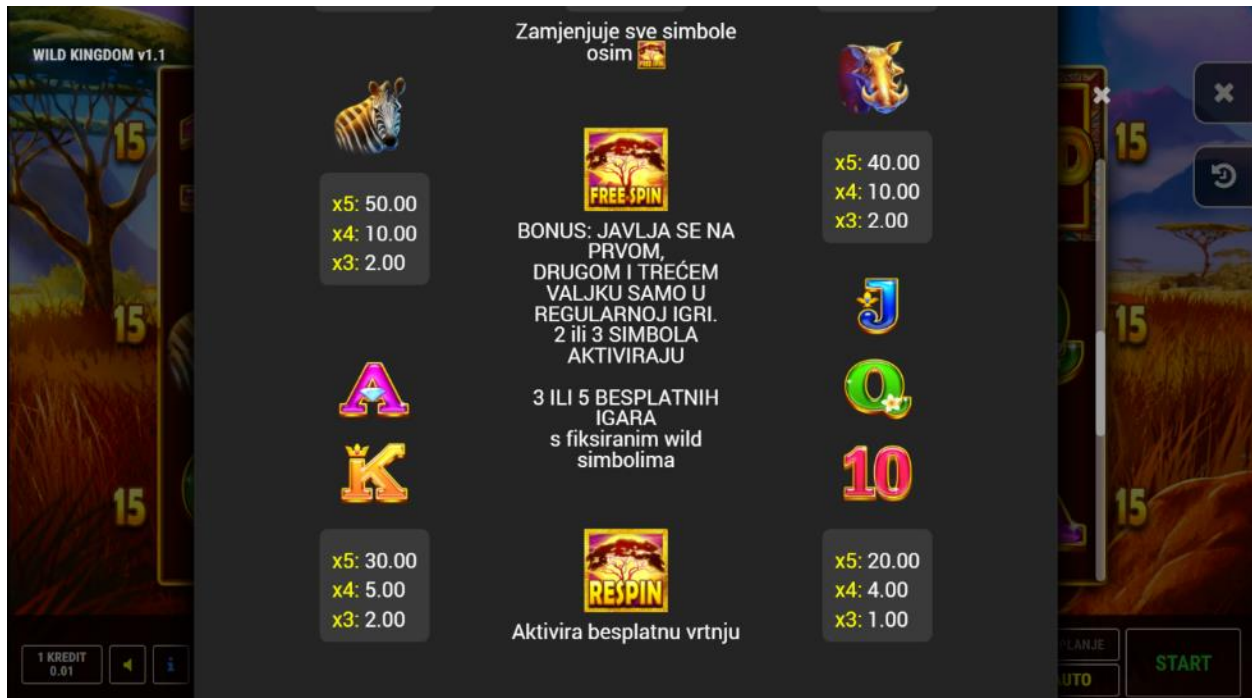 WILD KINGDOM v1.1
Zamjenjuje sve simbole
osim FREE SPIN
15
15
x5: 50.00
x4: 10.00
x3: 2.00
FREE SPIN
x5: 40.00
x4: 10.00
x3: 2.00
BONUS: JAVLJA SE NA
PRVOM,
DRUGOM I TREĆEM
VALJKU SAMO U
REGULARNOJ IGRI.
2 ili 3 SIMBOLA
AKTIVIRAJU
3 ILI 5 BESPLATNIH
IGARA
s fiksiranim wild
simbolima
15
15
A
K
J
Q
10
15
15
x5: 30.00
x4: 5.00
x3: 2.00
RESPIN
Aktivira besplatnu vrtnju
x5: 20.00
x4: 4.00
x3: 1.00
1 KREDIT
0.01
i
START